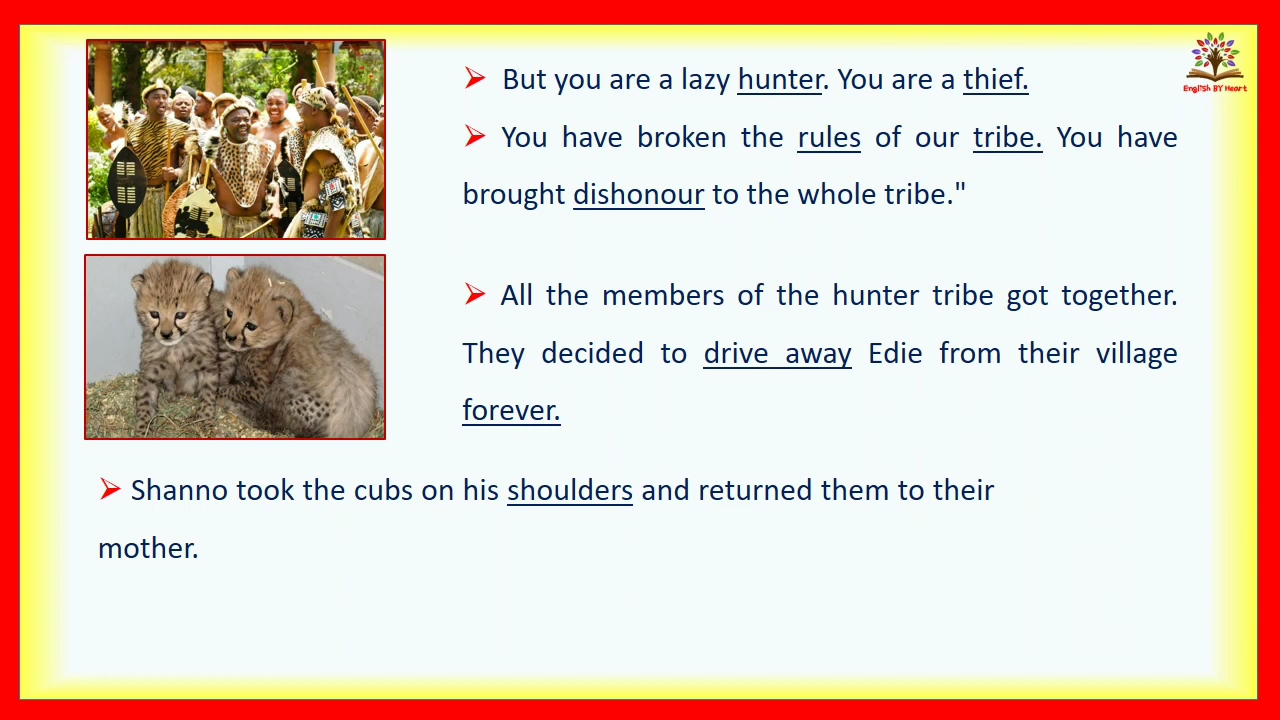 But you are a lazy hunter. You are a thief.
You have broken the rules of our tribe. You have
brought dishonour to the whole tribe."
All the members of the hunter tribe got together.
They decided to drive away Edie from their village
forever.
Shanno took the cubs on his shoulders and returned them to their
mother.
English BY Heart